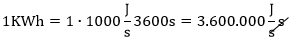 1KWh = 1 · 1000 J/s 3600s = 3.600.000 J/s s